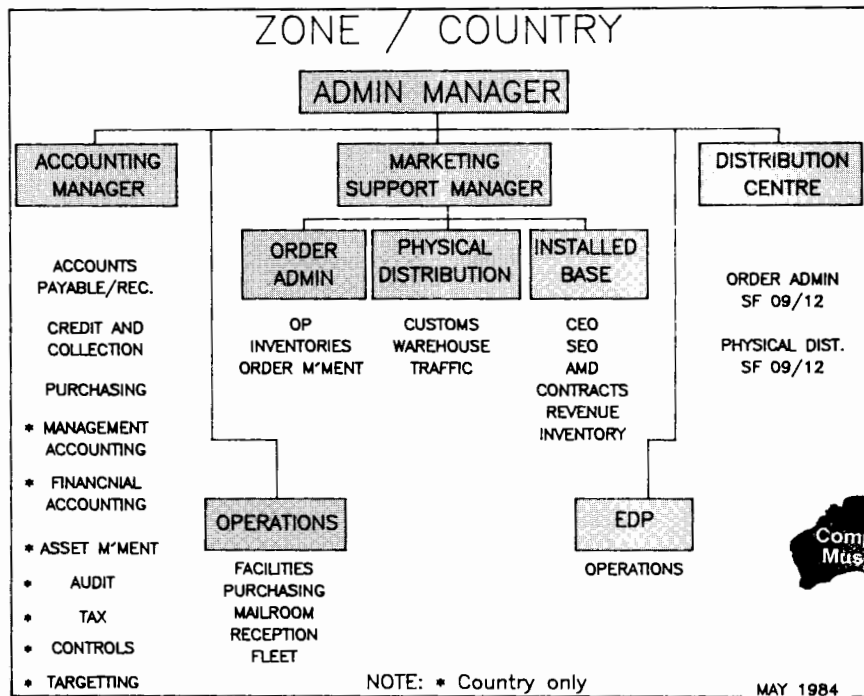 ZONE / COUNTRY
ADMIN MANAGER
ACCOUNTING
MANAGER
MARKETING
SUPPORT MANAGER
DISTRIBUTION
CENTRE
ORDER
ADMIN
PHYSICAL
DISTRIBUTION
INSTALLED
BASE
ACCOUNTS
PAYABLE/REC.
CREDIT AND
COLLECTION
PURCHASING
* MANAGEMENT
ACCOUNTING
* FINANCNIAL
ACCOUNTING
* ASSET M'MENT
* AUDIT
* TAX
* CONTROLS
* TARGETTING
OP
INVENTORIES
ORDER M'MENT
CUSTOMS
WAREHOUSE
TRAFFIC
CEO
SEO
AMD
CONTRACTS
REVENUE
INVENTORY
ORDER ADMIN
SF 09/12
PHYSICAL DIST.
SF 09/12
OPERATIONS
FACILITIES
PURCHASING
MAILROOM
RECEPTION
FLEET
EDP
OPERATIONS
NOTE: * Country only
MAY 1984